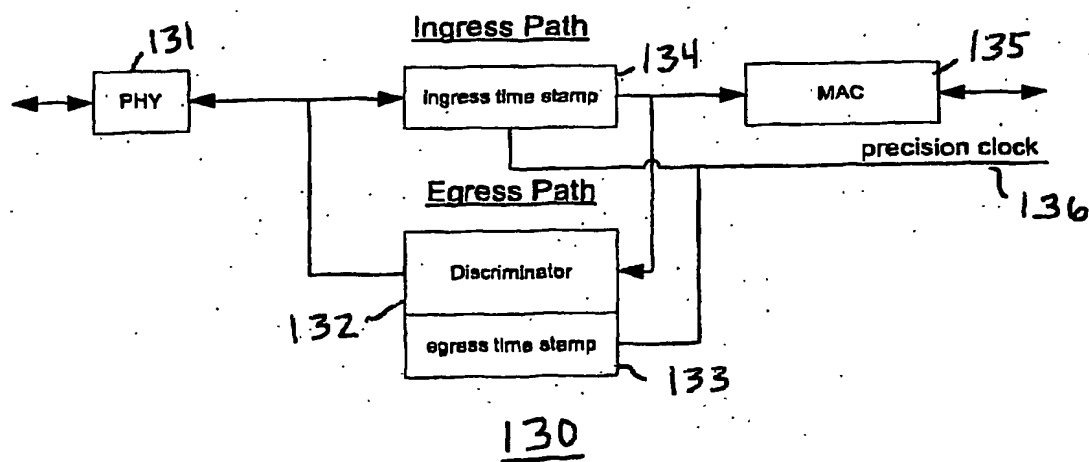 131
Ingress Path
134
135
PHY
ingress time stamp
MAC
precision clock
136
Egress Path
Discriminator
132
egress time stamp
133
130